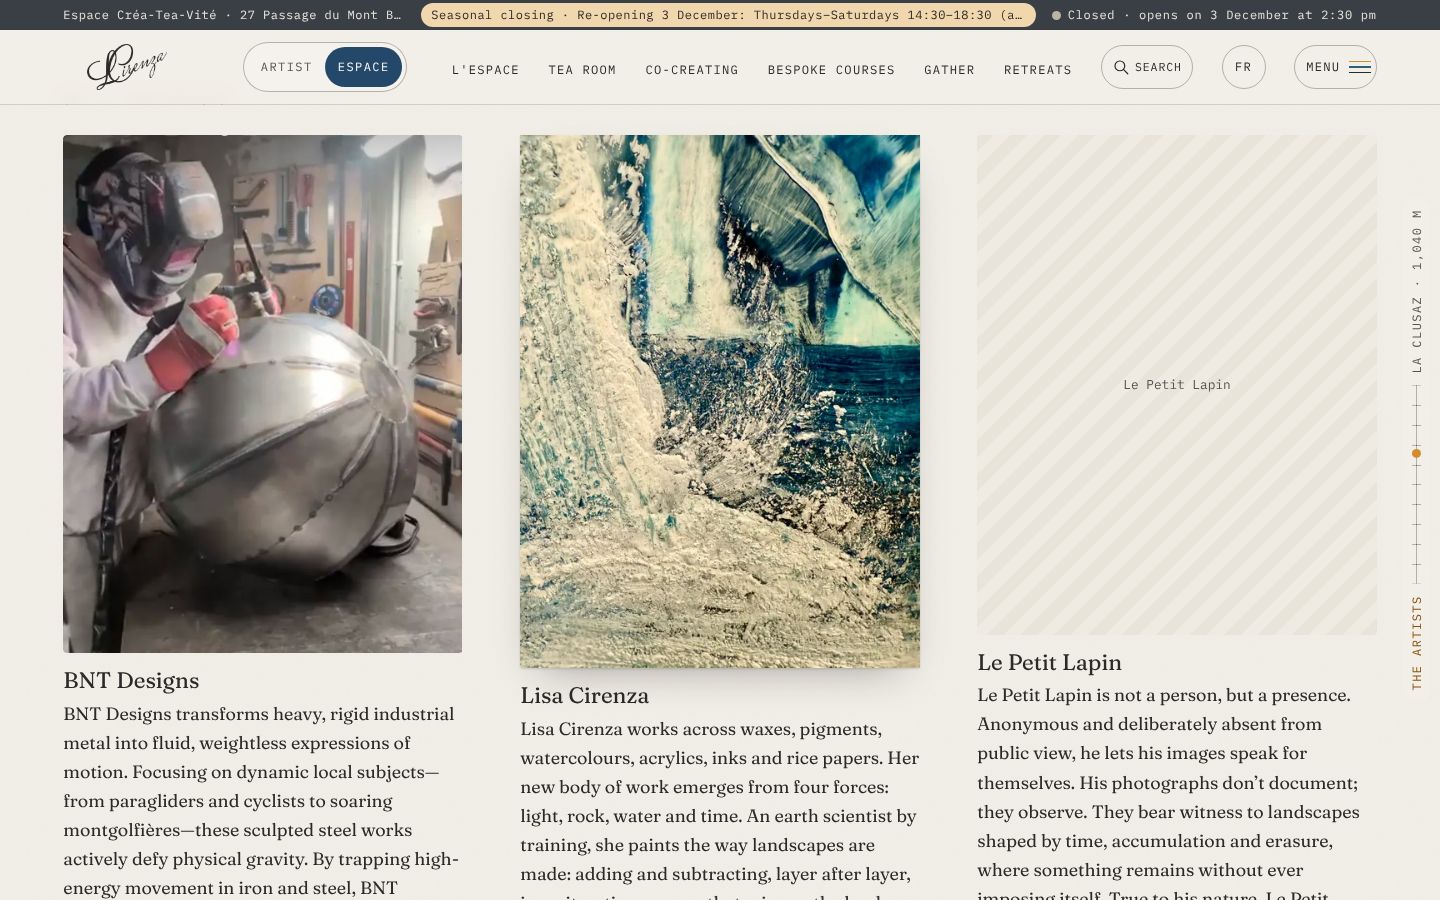 Espace Créa-Tea-Vité · 27 Passage du Mont B…
Seasonal closing · Re-opening 3 December: Thursdays–Saturdays 14:30–18:30 (a…
Closed · opens on 3 December at 2:30 pm
Lirenza
ARTIST
ESPACE
L'ESPACE
TEA ROOM
CO-CREATING
BESPOKE COURSES
GATHER
RETREATS
SEARCH
FR
MENU
Le Petit Lapin
LA CLUSAZ · 1,040 M
THE ARTISTS
BNT Designs
BNT Designs transforms heavy, rigid industrial
metal into fluid, weightless expressions of
motion. Focusing on dynamic local subjects—
from paragliders and cyclists to soaring
montgolfières—these sculpted steel works
actively defy physical gravity. By trapping high-
energy movement in iron and steel, BNT
Lisa Cirenza
Lisa Cirenza works across waxes, pigments,
watercolours, acrylics, inks and rice papers. Her
new body of work emerges from four forces:
light, rock, water and time. An earth scientist by
training, she paints the way landscapes are
made: adding and subtracting, layer after layer,
Le Petit Lapin
Le Petit Lapin is not a person, but a presence.
Anonymous and deliberately absent from
public view, he lets his images speak for
themselves. His photographs don’t document;
they observe. They bear witness to landscapes
shaped by time, accumulation and erasure,
where something remains without ever
imposing itself. True to his nature, Le Petit